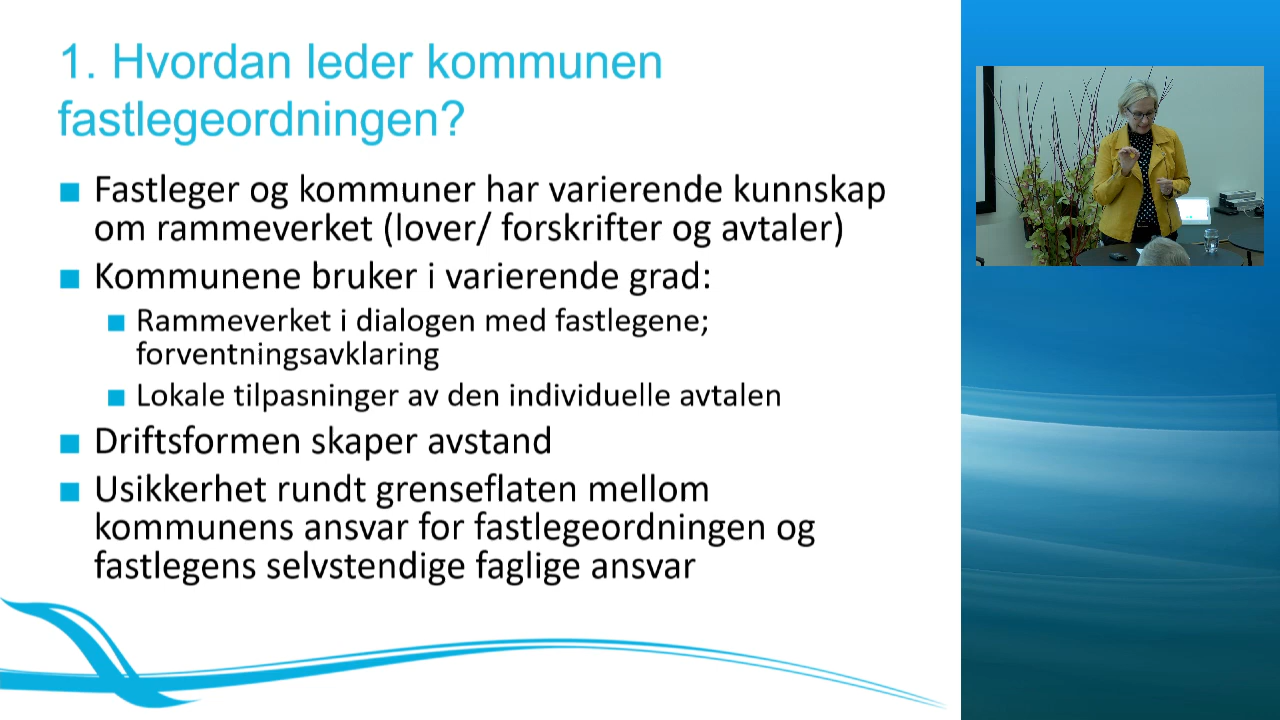 1. Hvordan leder kommunen
fastlegeordningen?
Fastleger og kommuner har varierende kunnskap
om rammeverket (lover/ forskrifter og avtaler)
Kommunene bruker i varierende grad:
Rammeverket i dialogen med fastlegene;
forventningsavklaring
Lokale tilpasninger av den individuelle avtalen
Driftsformen skaper avstand
Usikkerhet rundt grenseflaten mellom
kommunens ansvar for fastlegeordningen og
fastlegens selvstendige faglige ansvar